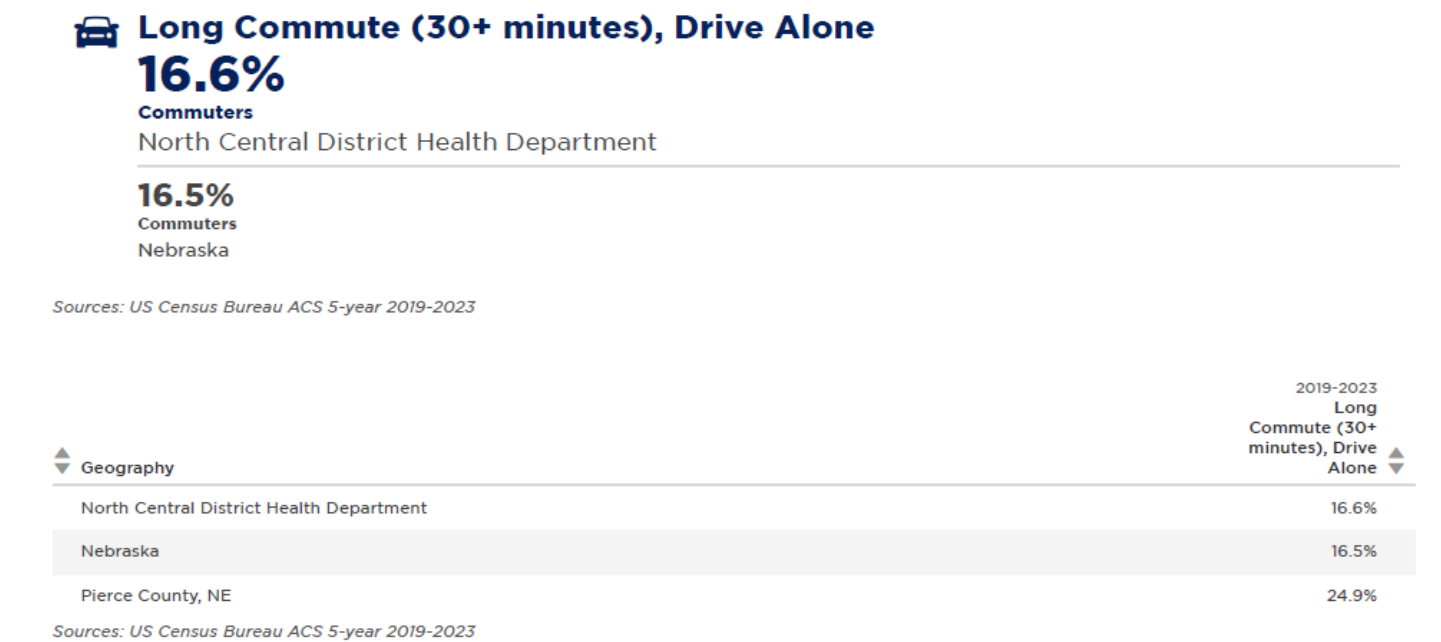 Long Commute (30+ minutes), Drive Alone
16.6%
Commuters
North Central District Health Department
16.5%
Commuters
Nebraska
Sources: US Census Bureau ACS 5-year 2019-2023
2019-2023
Long
Commute (30+
minutes), Drive
Alone
Geography
North Central District Health Department 16.6%
Nebraska 16.5%
Pierce County, NE 24.9%
Sources: US Census Bureau ACS 5-year 2019-2023